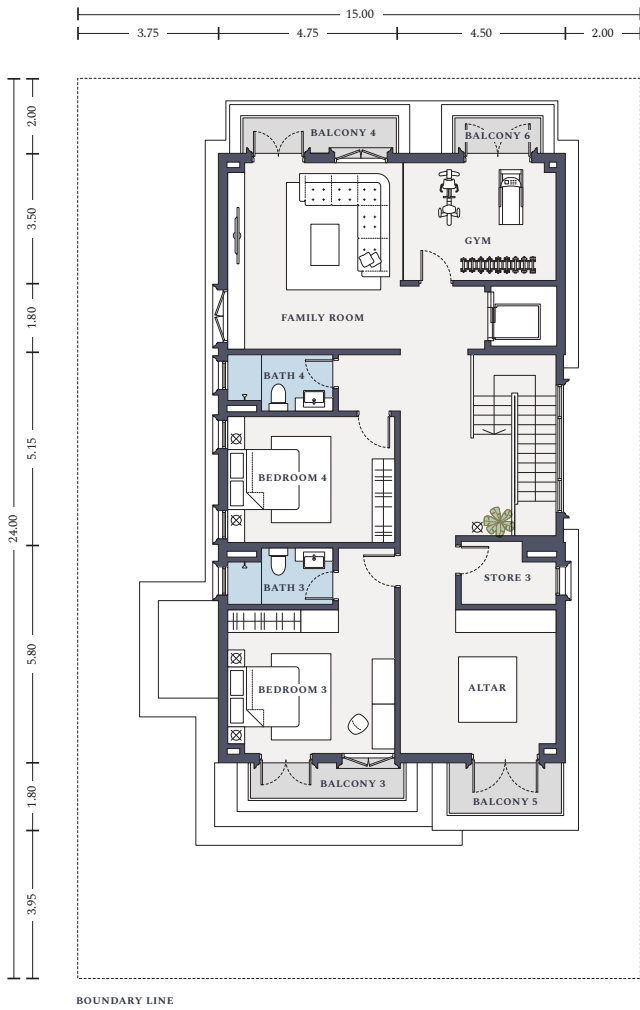 15.00
3.75
4.75
4.50
2.00
2.00
BALCONY 4
BALCONY 6
3.50
GYM
1.80
FAMILY ROOM
BATH 4
5.15
BEDROOM 4
24.00
BATH 3
STORE 3
5.80
BEDROOM 3
ALTAR
1.80
BALCONY 3
BALCONY 5
3.95
BOUNDARY LINE